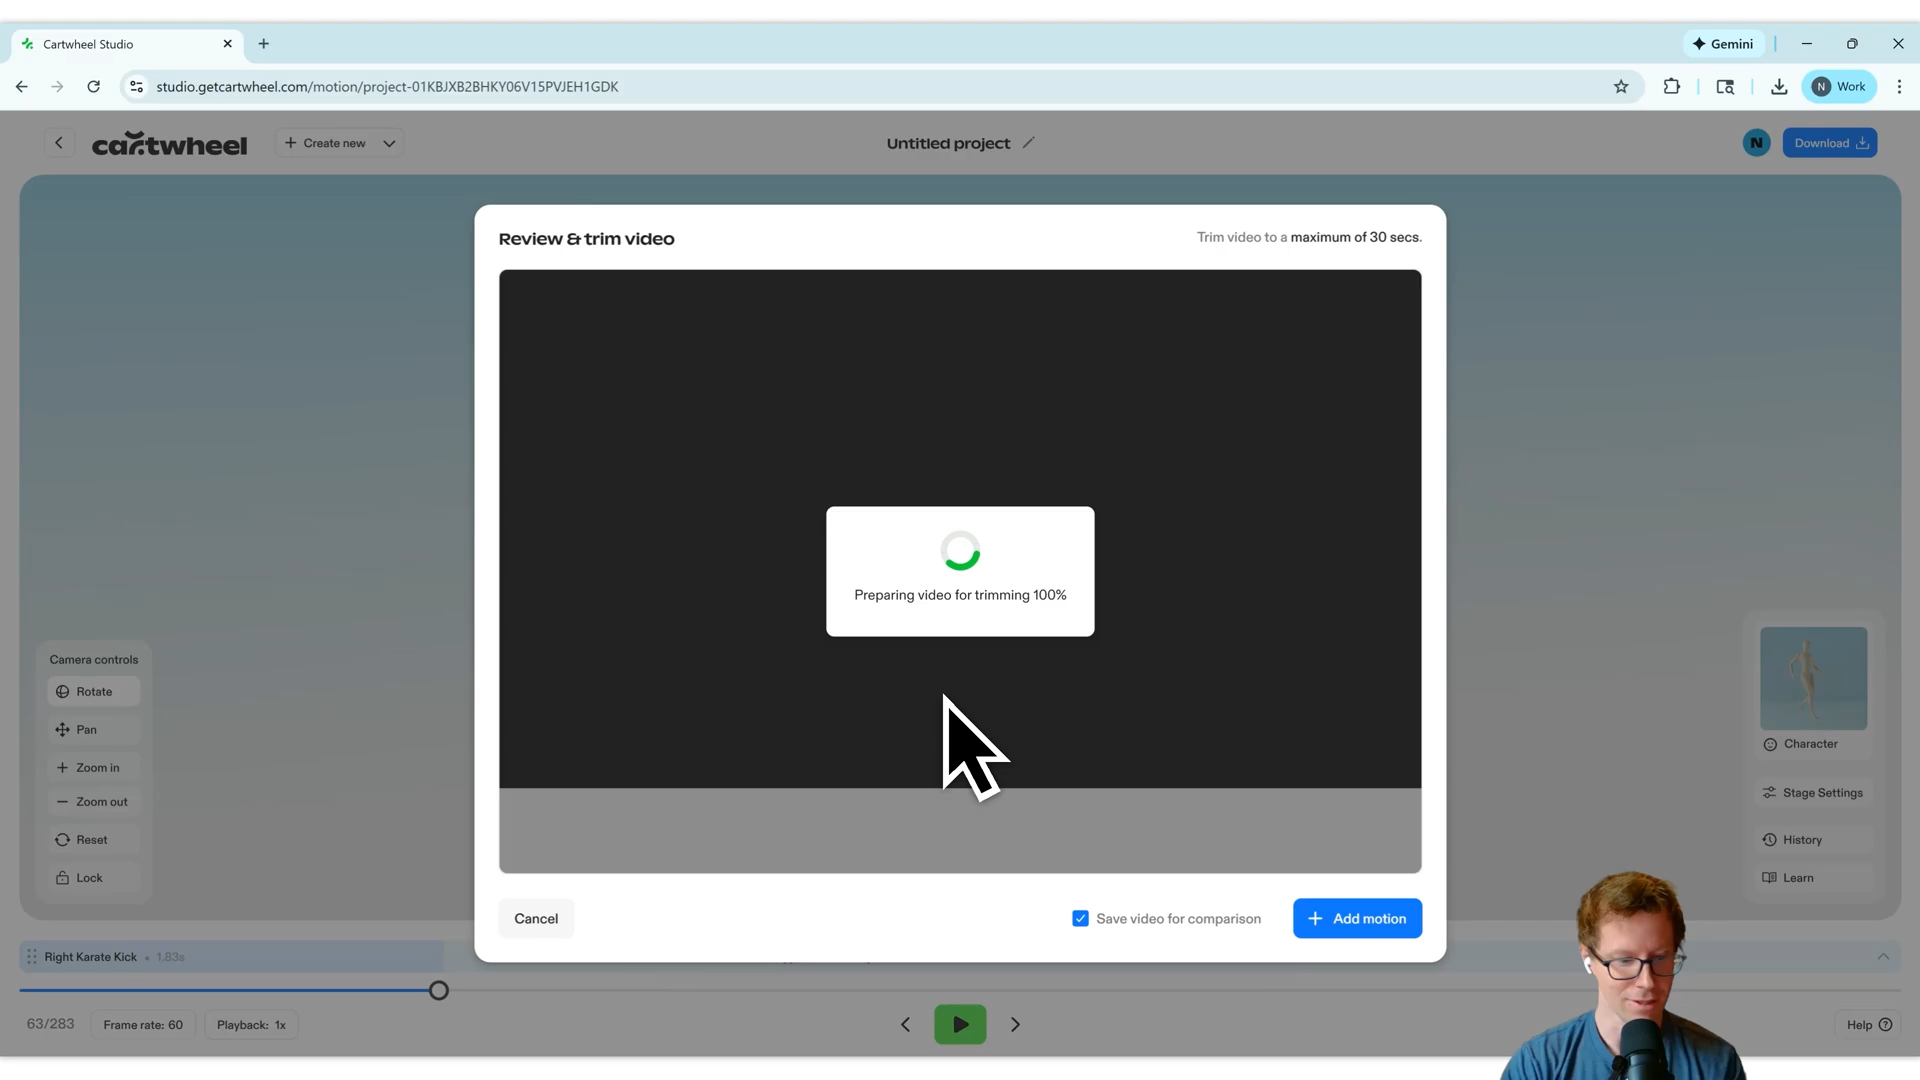 Cartwheel Studio
Gemini
studio.getcartwheel.com/motion/project-01KBJXB2BHKY06V15PVJEH1GDK
N Work
cartwheel
Create new
Untitled project
N
Download
Review & trim video
Trim video to a maximum of 30 secs.
Preparing video for trimming 100%
Camera controls
Rotate
Pan
Zoom in
Zoom out
Reset
Lock
Character
Stage Settings
History
Learn
Cancel
Save video for comparison
+ Add motion
Right Karate Kick • 1.83s
63/283
Frame rate: 60
Playback: 1x
Help